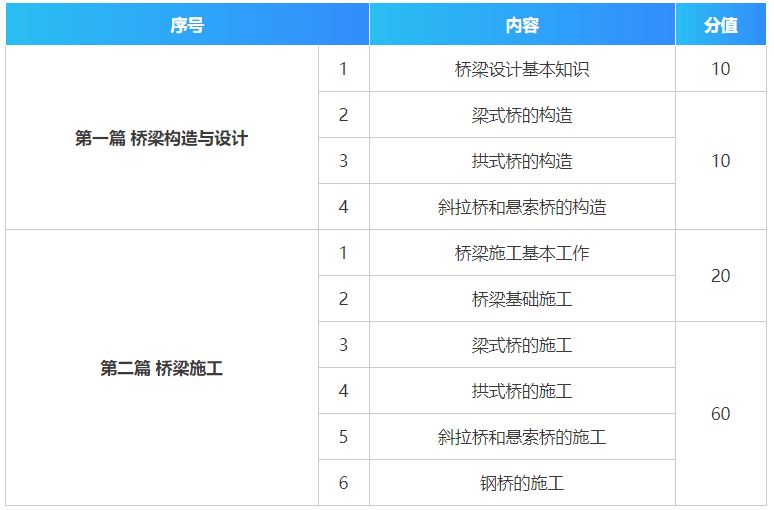 序号 内容 分值
1 桥梁设计基本知识 10
2 梁式桥的构造
第一篇 桥梁构造与设计
3 拱式桥的构造 10
4 斜拉桥和悬索桥的构造
1 桥梁施工基本工作
20
2 桥梁基础施工
3 梁式桥的施工
第二篇 桥梁施工
4 拱式桥的施工
60
5 斜拉桥和悬索桥的施工
6 钢桥的施工